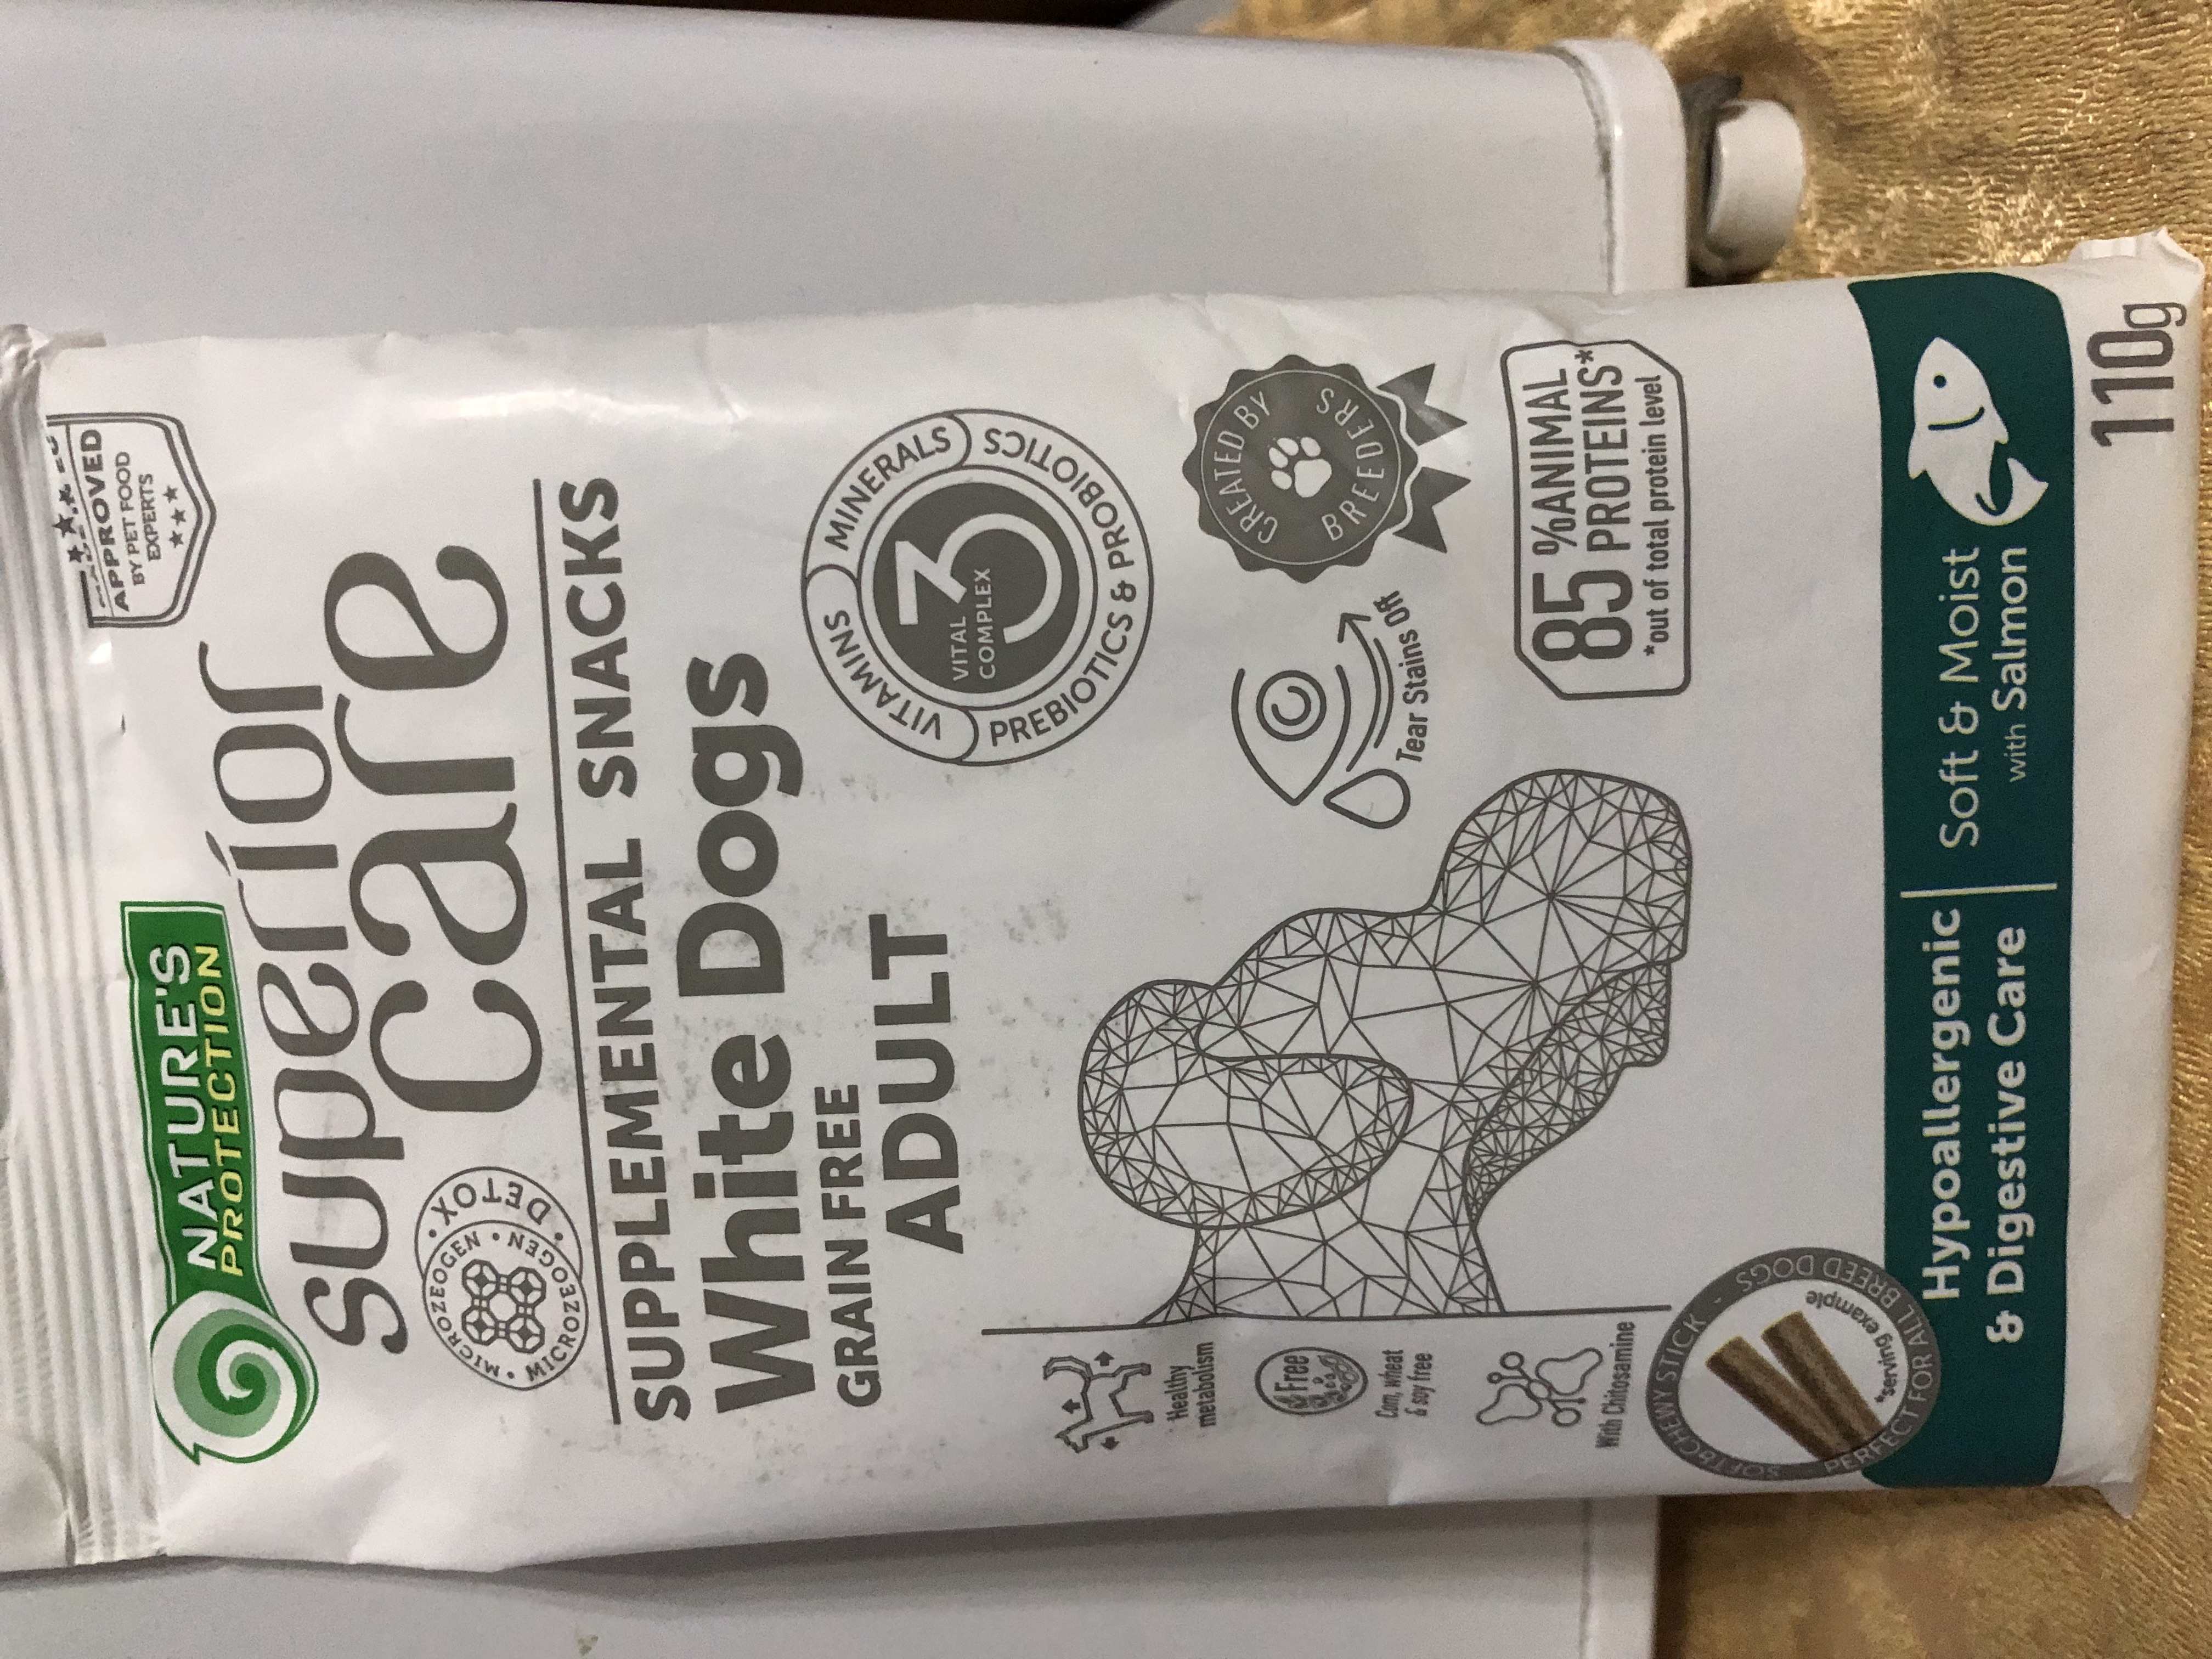 APPROVED
BY PET FOOD
EXPERTS
NATURE'S
PROTECTION
superior
care
MICROZEOGEN • DETOX •
MICROZEOGEN • MICROZEOGEN •
SUPPLEMENTAL SNACKS
White Dogs
GRAIN FREE
ADULT
VITAMINS
MINERALS
PREBIOTICS & PROBIOTICS
3
VITAL
COMPLEX
CREATED BY
BREEDERS
Tear Stains Off
85 %ANIMAL
85 PROTEINS*
*out of total protein level
Healthy
metabolism
Free
Corn, wheat
& soy free
With Chitosamine
SOFT&CHEWY STICK -
PERFECT FOR ALL BREED DOGS
*serving example
Hypoallergenic
& Digestive Care
Soft & Moist
with Salmon
110g